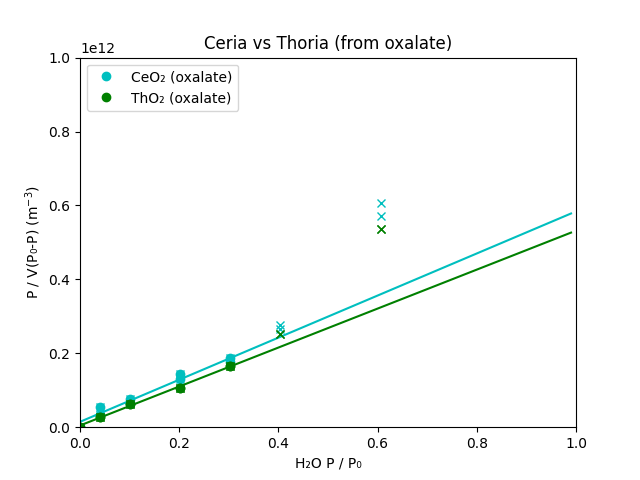 Ceria vs Thoria (from oxalate)
1e12
1.0
0.8
0.6
0.4
0.2
0.0
P / V(P₀-P) (m⁻³)
CeO₂ (oxalate)
ThO₂ (oxalate)
0.0 0.2 0.4 0.6 0.8 1.0
H₂O P / P₀